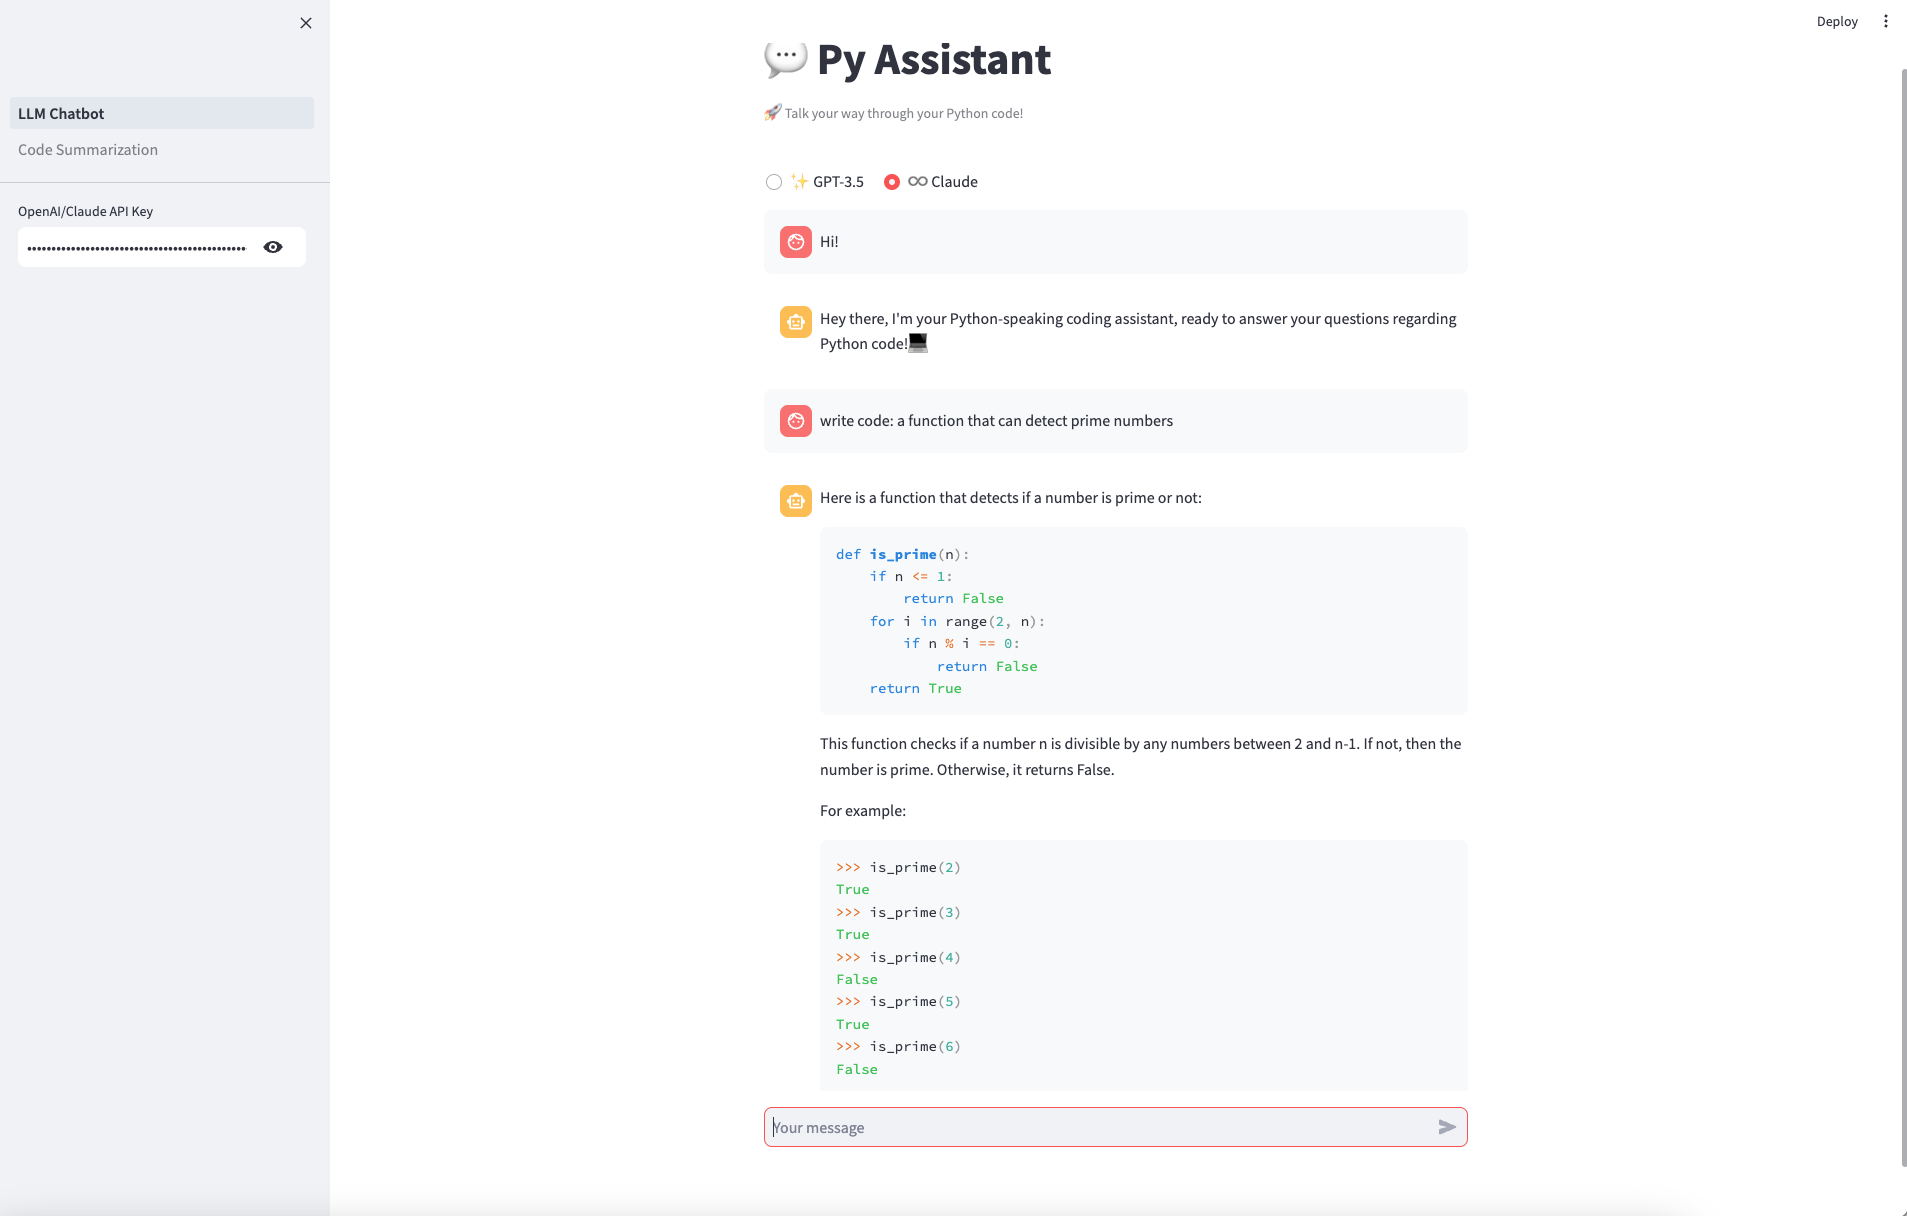 Deploy
LLM Chatbot
Code Summarization
OpenAI/Claude API Key
Py Assistant
🚀 Talk your way through your Python code!
✨ GPT-3.5
Claude
Hi!
Hey there, I'm your Python-speaking coding assistant, ready to answer your questions regarding
Python code!💻
write code: a function that can detect prime numbers
Here is a function that detects if a number is prime or not:
def is_prime(n):
    if n <= 1:
        return False
    for i in range(2, n):
        if n % i == 0:
            return False
    return True
This function checks if a number n is divisible by any numbers between 2 and n-1. If not, then the
number is prime. Otherwise, it returns False.
For example:
>>> is_prime(2)
True
>>> is_prime(3)
True
>>> is_prime(4)
False
>>> is_prime(5)
True
>>> is_prime(6)
False
Your message